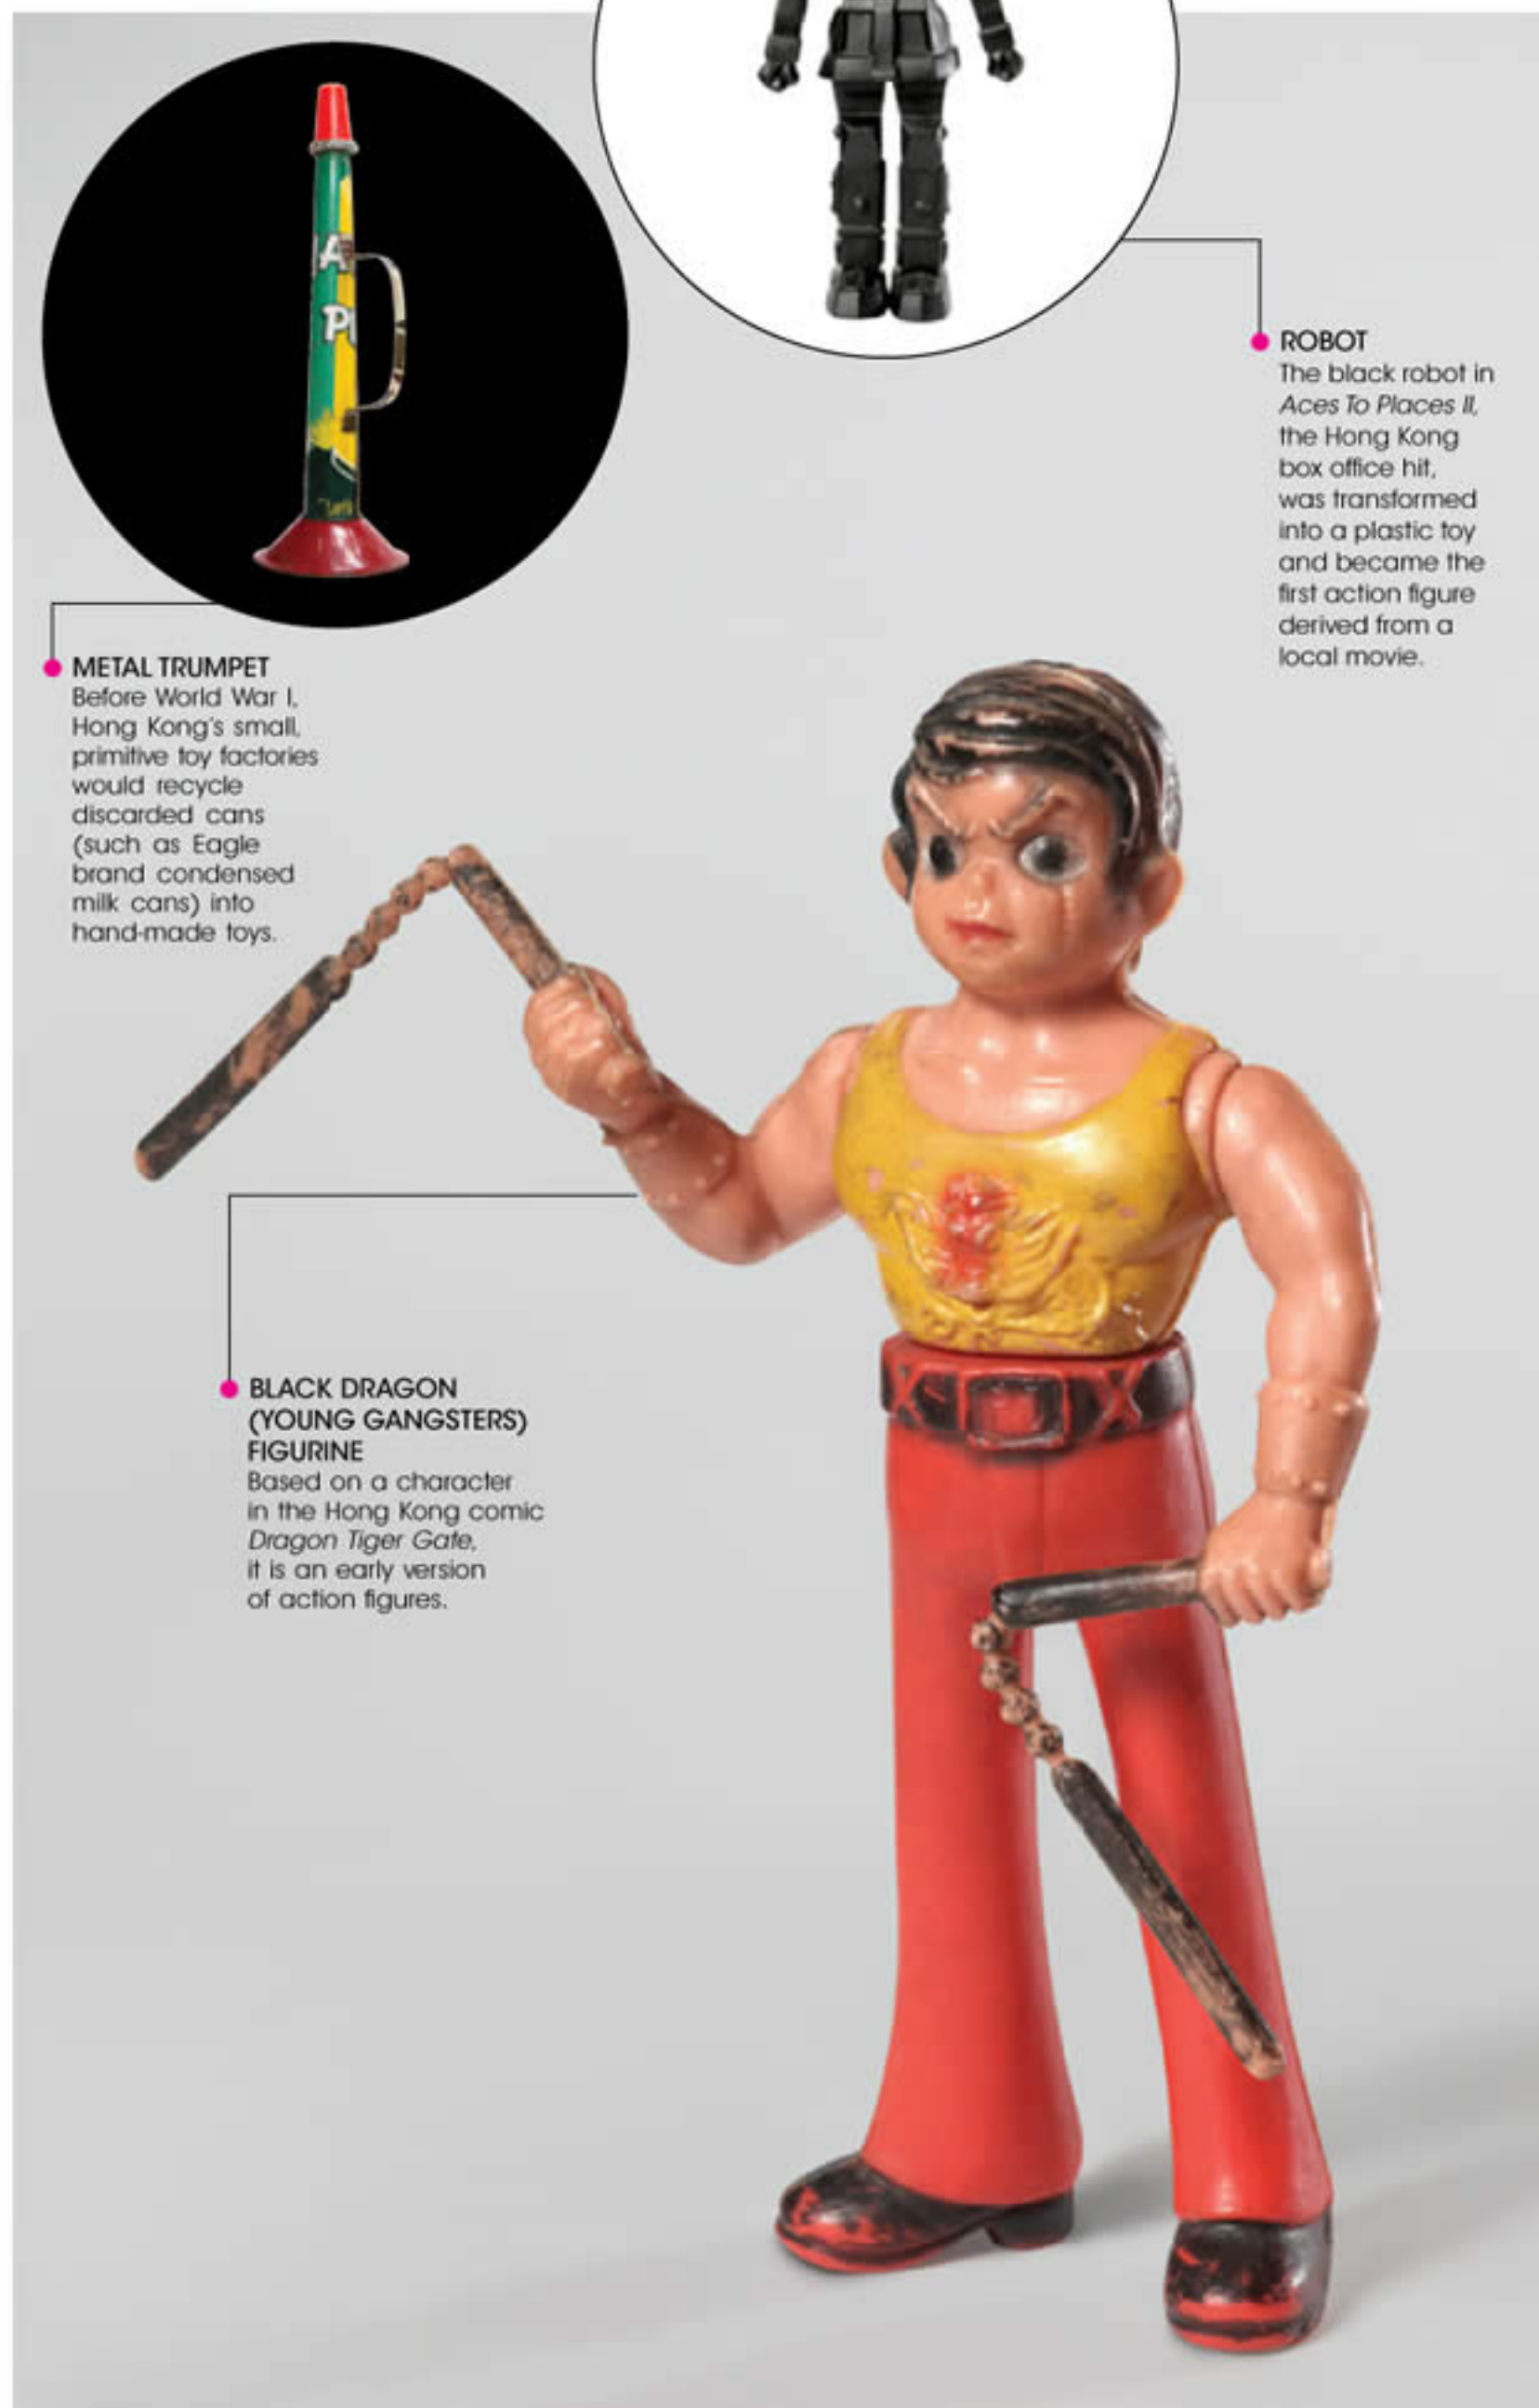 A
P
ROBOT
The black robot in
Aces To Places II,
the Hong Kong
box office hit,
was transformed
into a plastic toy
and became the
first action figure
derived from a
local movie.
METAL TRUMPET
Before World War I,
Hong Kong's small,
primitive toy factories
would recycle
discarded cans
(such as Eagle
brand condensed
milk cans) into
hand-made toys.
BLACK DRAGON
(YOUNG GANGSTERS)
FIGURINE
Based on a character
in the Hong Kong comic
Dragon Tiger Gate,
it is an early version
of action figures.